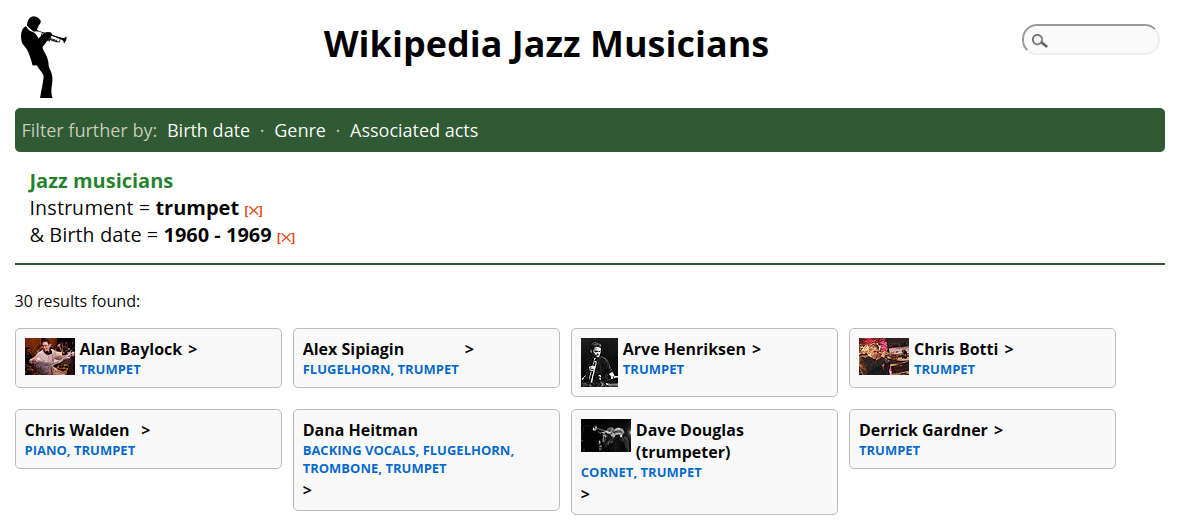 Wikipedia Jazz Musicians
Filter further by: Birth date · Genre · Associated acts
Jazz musicians
Instrument = trumpet [X]
& Birth date = 1960 - 1969 [X]
30 results found:
Alan Baylock >
TRUMPET
Alex Sipiagin >
FLUGELHORN, TRUMPET
Arve Henriksen >
TRUMPET
Chris Botti >
TRUMPET
Chris Walden >
PIANO, TRUMPET
Dana Heitman
BACKING VOCALS, FLUGELHORN,
TROMBONE, TRUMPET
>
Dave Douglas
(trumpeter)
CORNET, TRUMPET
>
Derrick Gardner >
TRUMPET